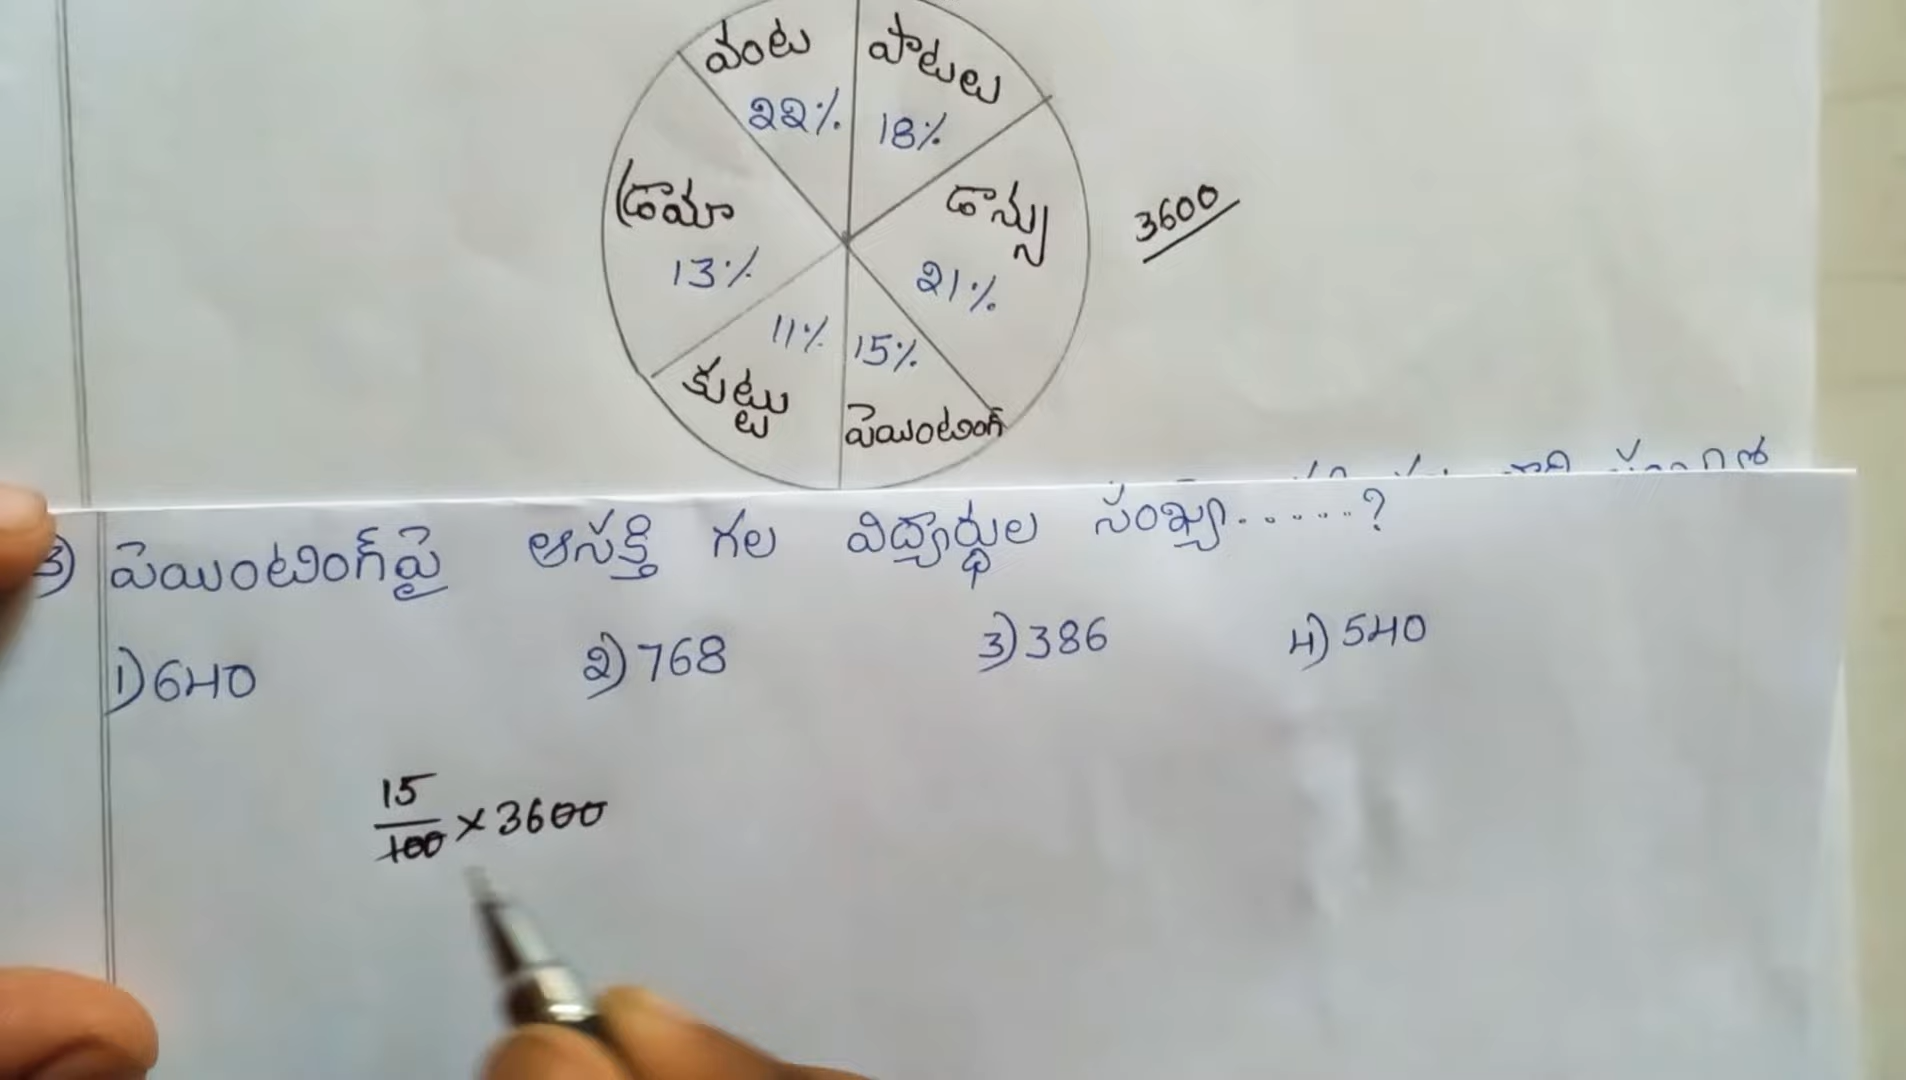 వంటు పాటలు
22% 18%
డ్రామా డాన్సు 3600
13% 21%
11% 15%
కుట్టు పెయింటింగ్
3) పెయింటింగ్‌పై ఆసక్తి గల విద్యార్థుల సంఖ్య......?
1) 640 2) 768 3) 386 4) 540
15
100 × 3600